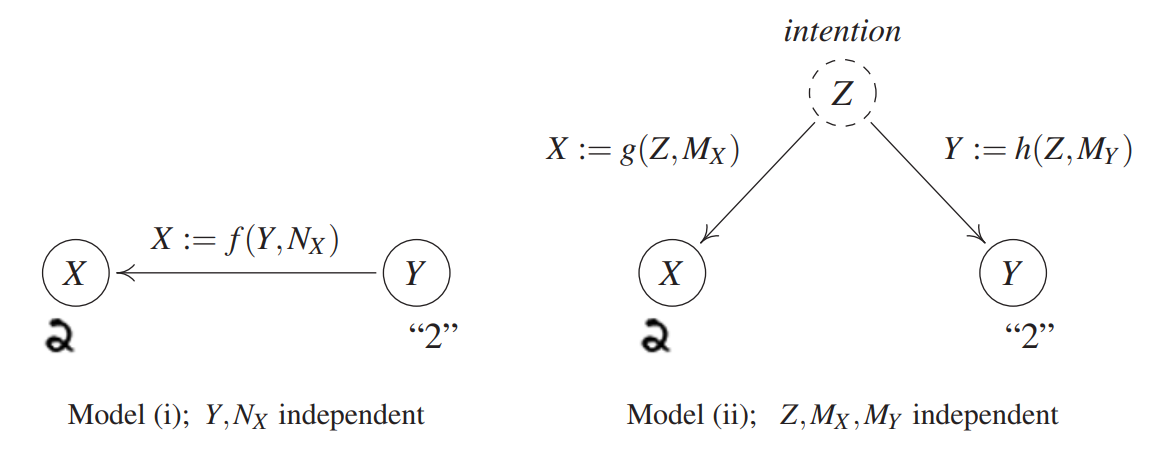 intention
Z
X := g(Z, M_X)
Y := h(Z, M_Y)
X := f(Y, N_X)
X
Y
X
Y
2
“2”
2
“2”
Model (i); Y, N_X independent
Model (ii); Z, M_X, M_Y independent